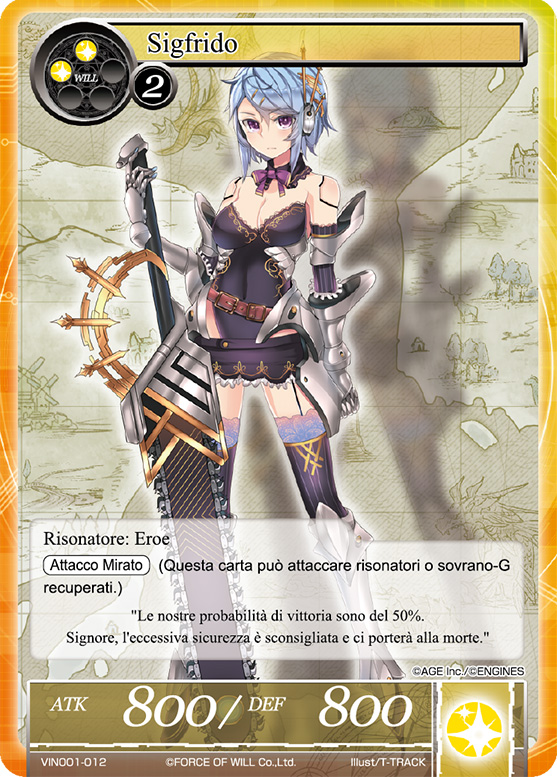 Sigfrido
WILL
2
Risonatore: Eroe
Attacco Mirato (Questa carta può attaccare risonatori o sovrano-G
recuperati.)
"Le nostre probabilità di vittoria sono del 50%.
Signore, l'eccessiva sicurezza è sconsigliata e ci porterà alla morte."
©AGE Inc./©ENGINES
ATK 800 / DEF 800
VIN001-012 ©FORCE OF WILL Co.,Ltd. Illust/T-TRACK